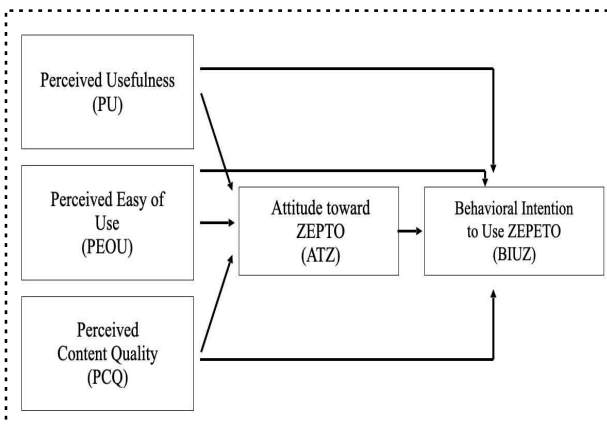 Perceived Usefulness
(PU)
Perceived Easy of
Use
(PEOU)
Perceived
Content Quality
(PCQ)
Attitude toward
ZEPTO
(ATZ)
Behavioral Intention
to Use ZEPETO
(BIUZ)